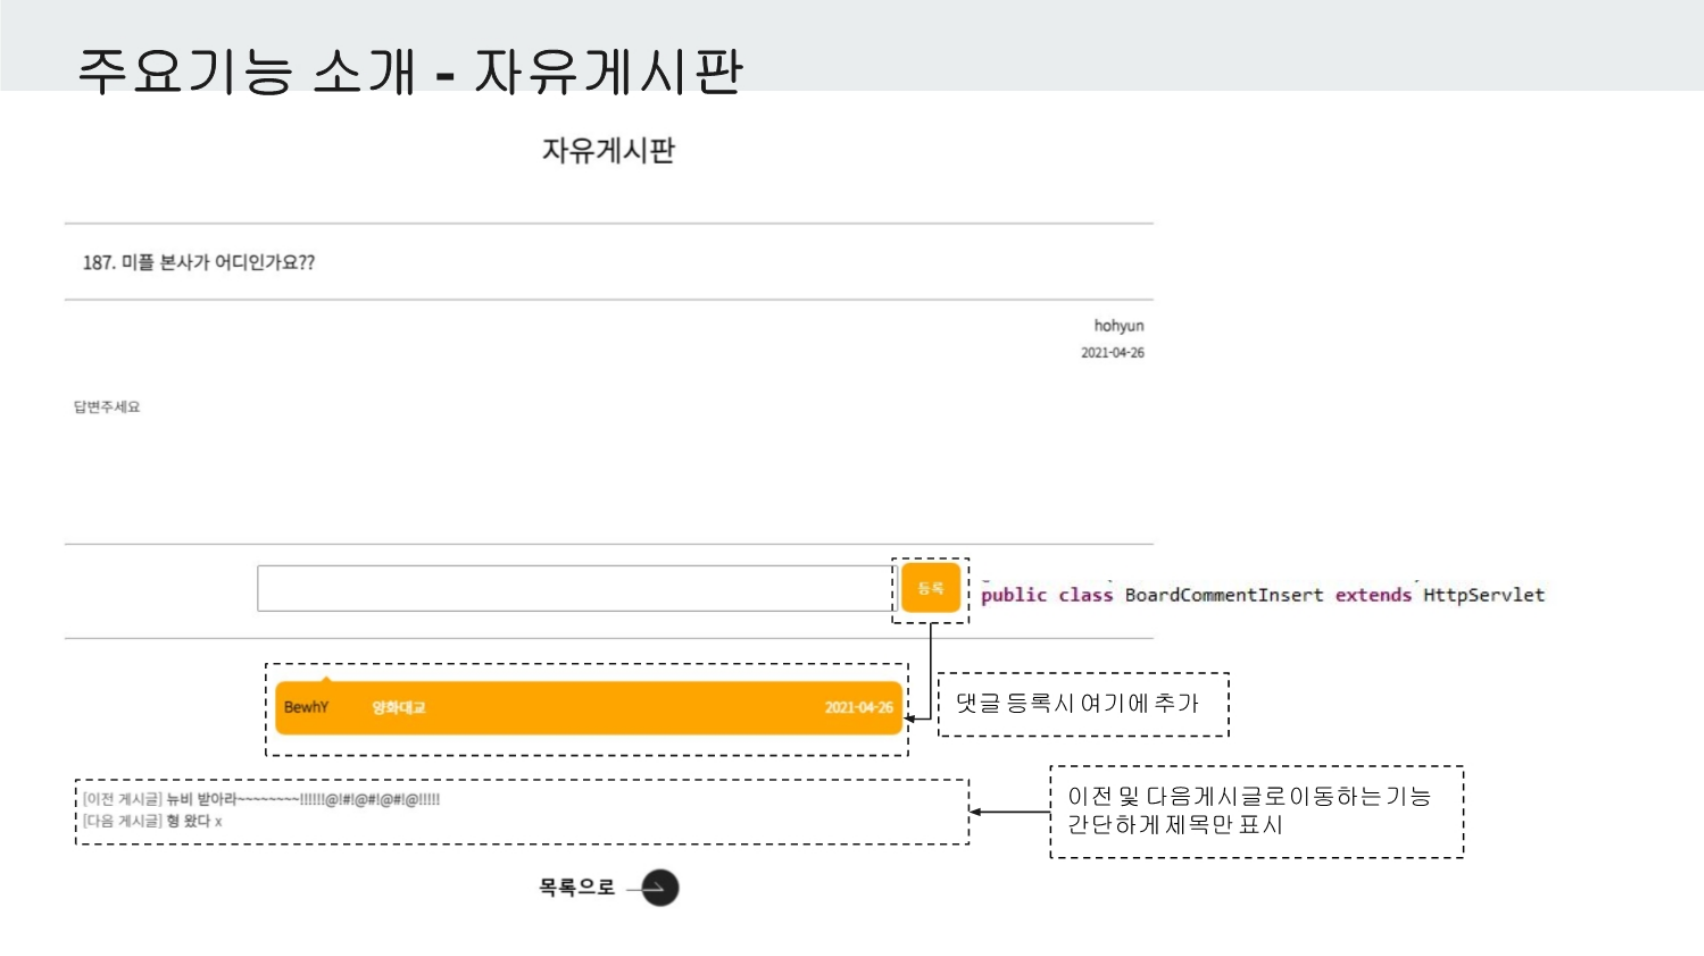 주요기능 소개 - 자유게시판
자유게시판
187. 미플 본사가 어디인가요??
hohyun
2021-04-26
답변주세요
등록
public class BoardCommentInsert extends HttpServlet
BewhY 양화대교 2021-04-26
댓글 등록시 여기에 추가
[이전 게시글] 뉴비 받아라~~~~~~~~!!!!!!@!#!@#!@#!@!!!!!
[다음 게시글] 형 왔다 x
이전 및 다음게시글로 이동하는 기능
간단하게 제목만 표시
목록으로